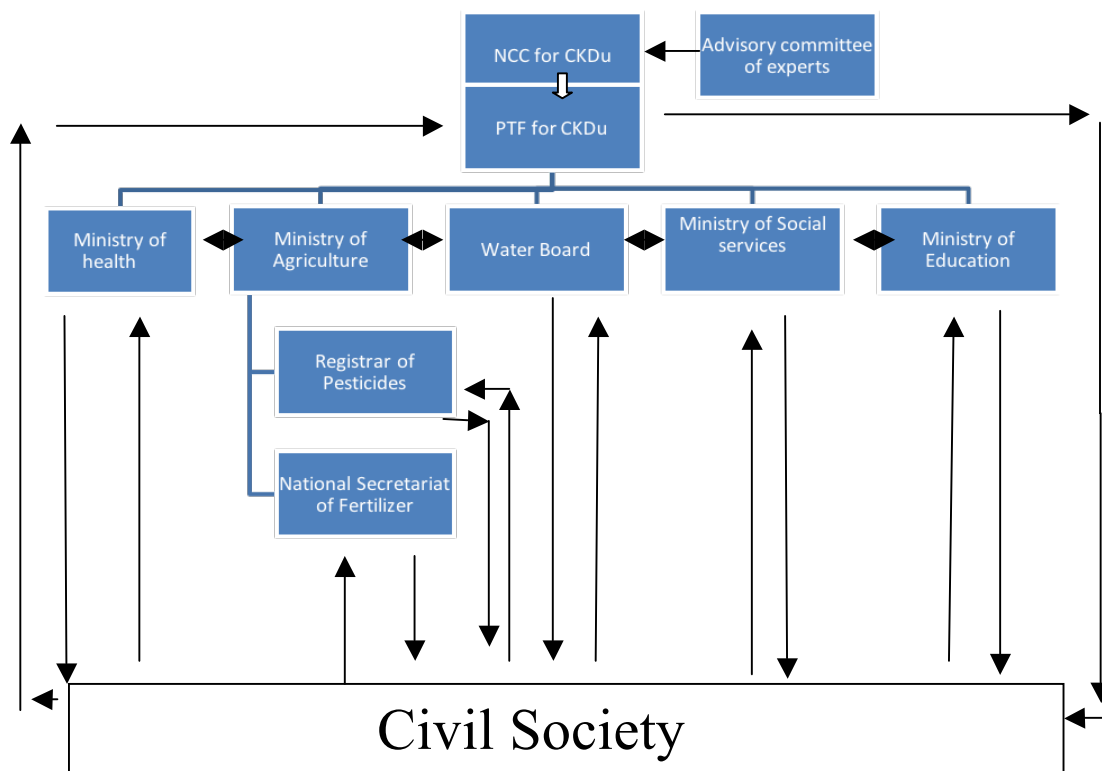 NCC for CKDu
Advisory committee
of experts
PTF for CKDu
Ministry of
health
Ministry of
Agriculture
Water Board
Ministry of Social
services
Ministry of
Education
Registrar of
Pesticides
National Secretariat
of Fertilizer
Civil Society